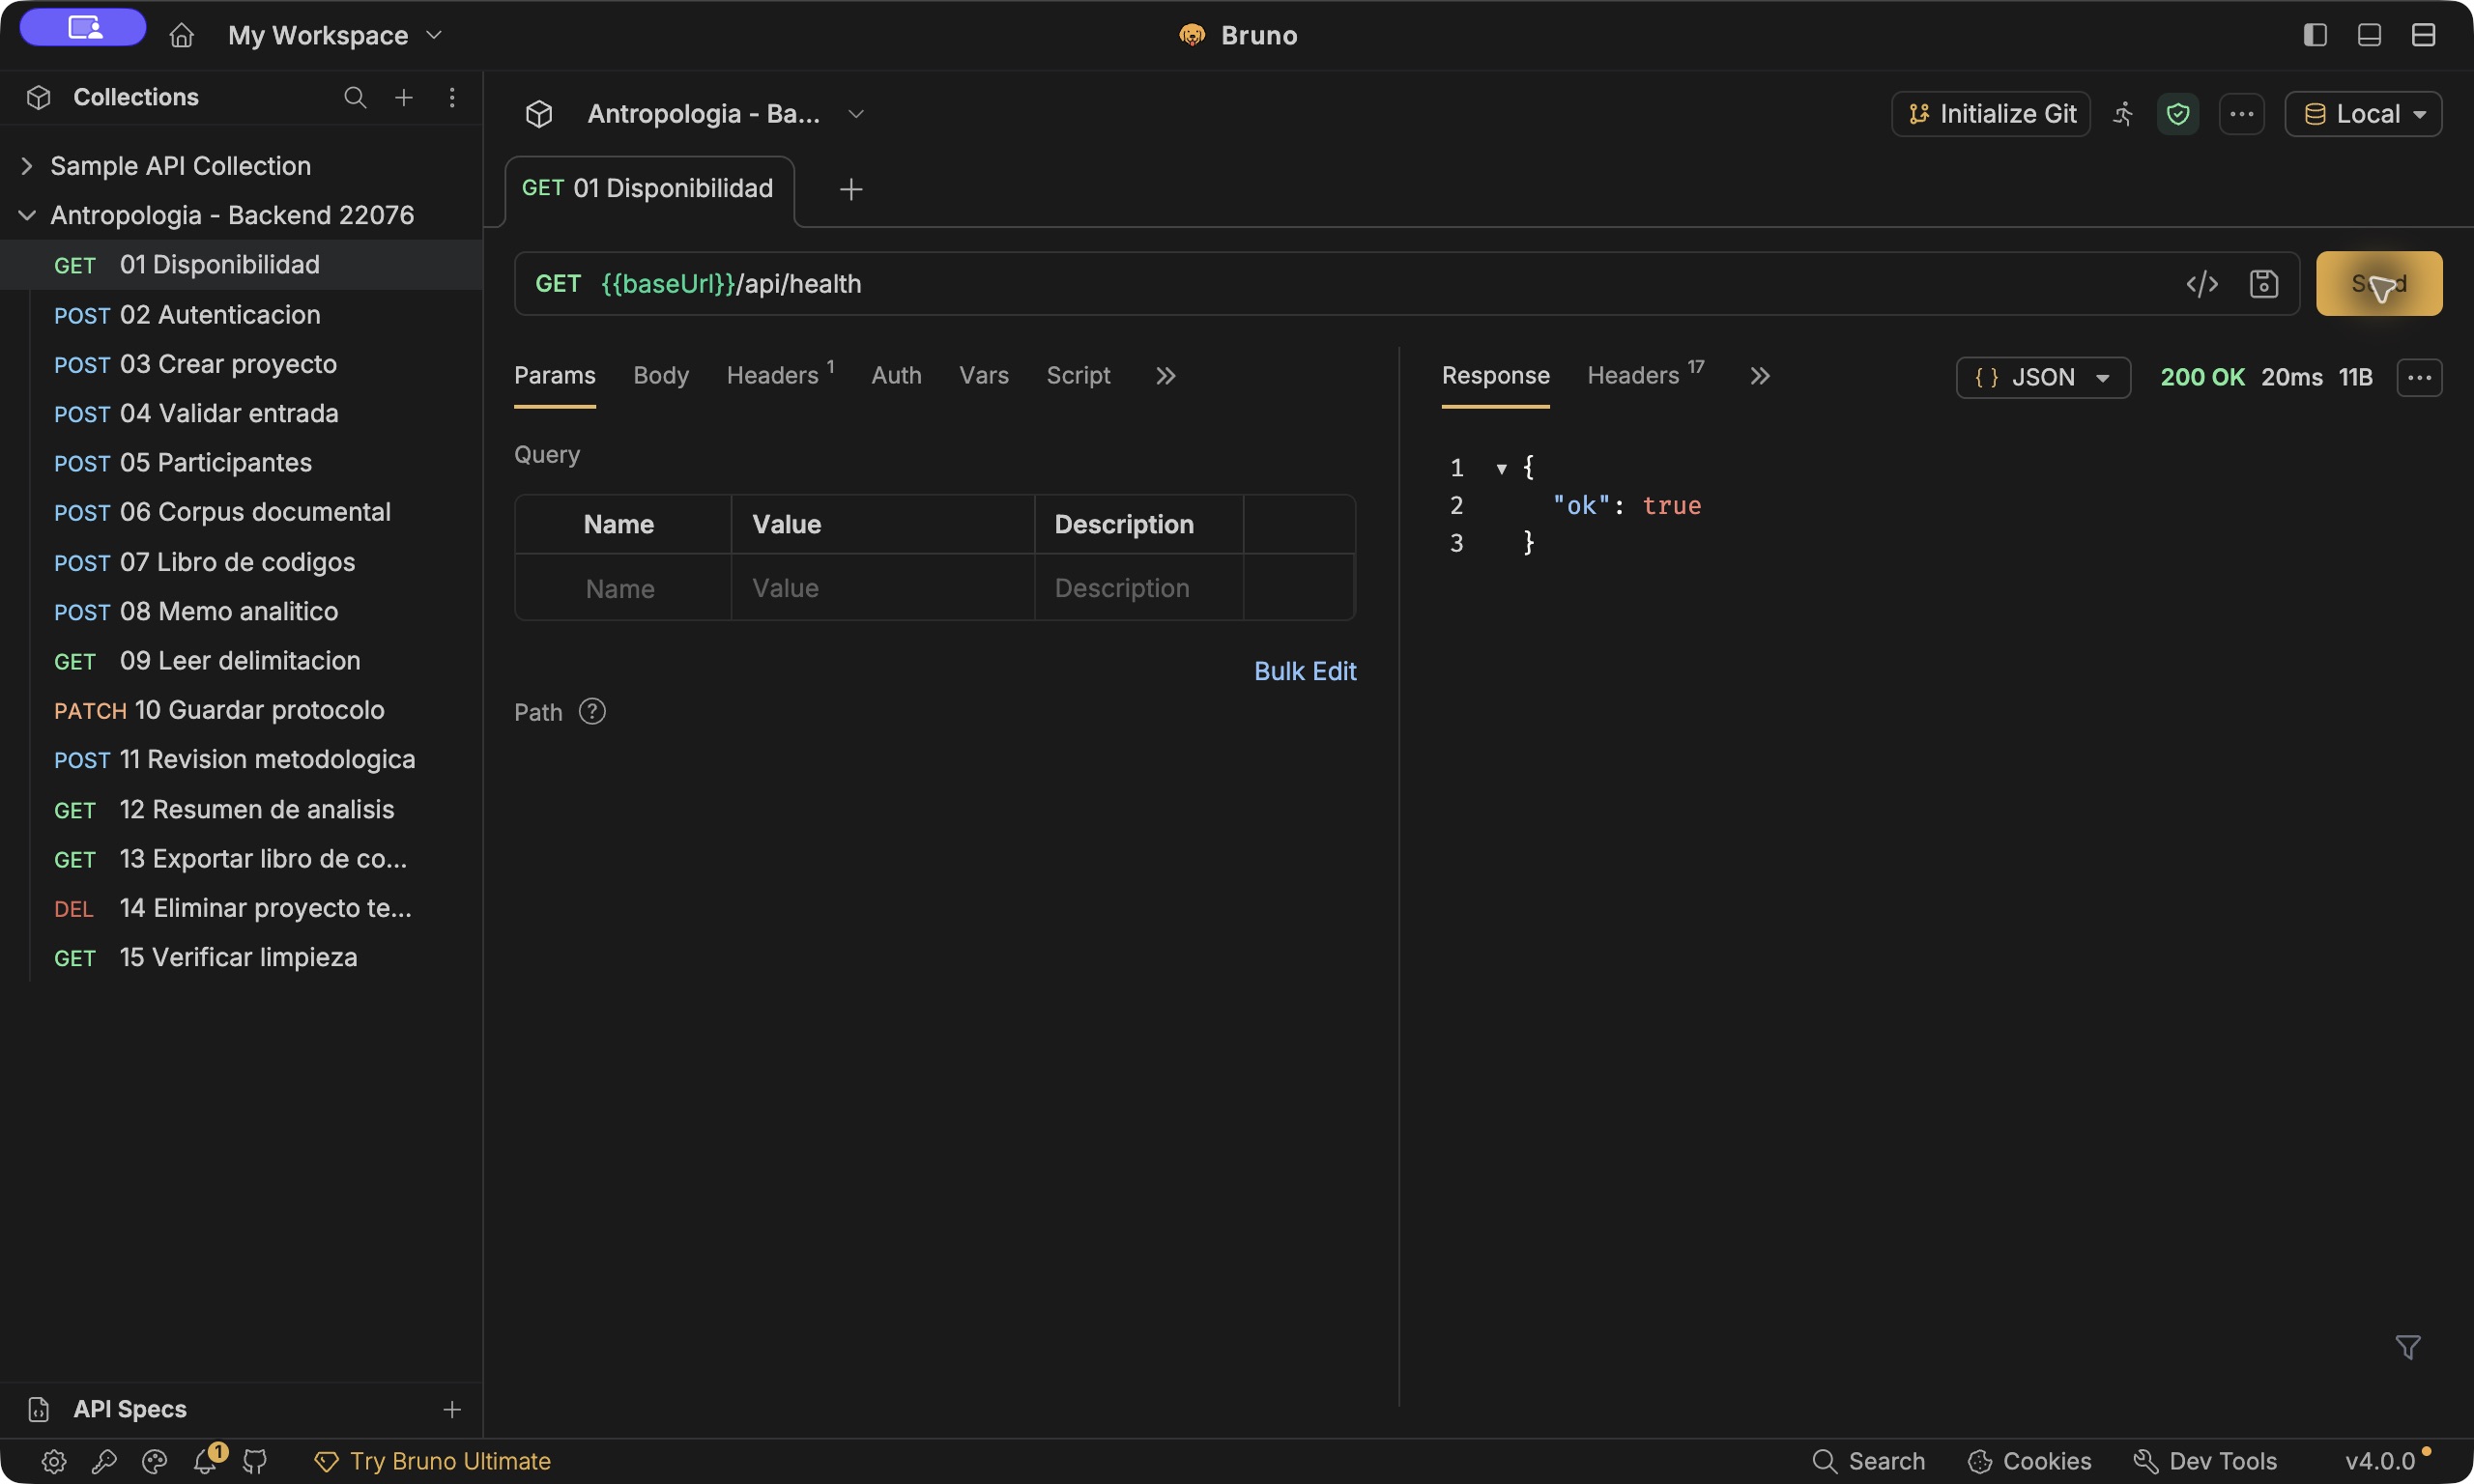 My Workspace
Bruno
Collections
Sample API Collection
Antropologia - Backend 22076
GET 01 Disponibilidad
POST 02 Autenticacion
POST 03 Crear proyecto
POST 04 Validar entrada
POST 05 Participantes
POST 06 Corpus documental
POST 07 Libro de codigos
POST 08 Memo analitico
GET 09 Leer delimitacion
PATCH 10 Guardar protocolo
POST 11 Revision metodologica
GET 12 Resumen de analisis
GET 13 Exportar libro de co...
DEL 14 Eliminar proyecto te...
GET 15 Verificar limpieza
API Specs
Antropologia - Ba...
Initialize Git
Local
GET 01 Disponibilidad
GET {{baseUrl}}/api/health
Params Body Headers 1 Auth Vars Script
Query
Name Value Description
Name Value Description
Bulk Edit
Path ?
Response Headers 17
{ } JSON 200 OK 20ms 11B
1 {
2 "ok": true
3 }
1 Try Bruno Ultimate
Search Cookies Dev Tools v4.0.0